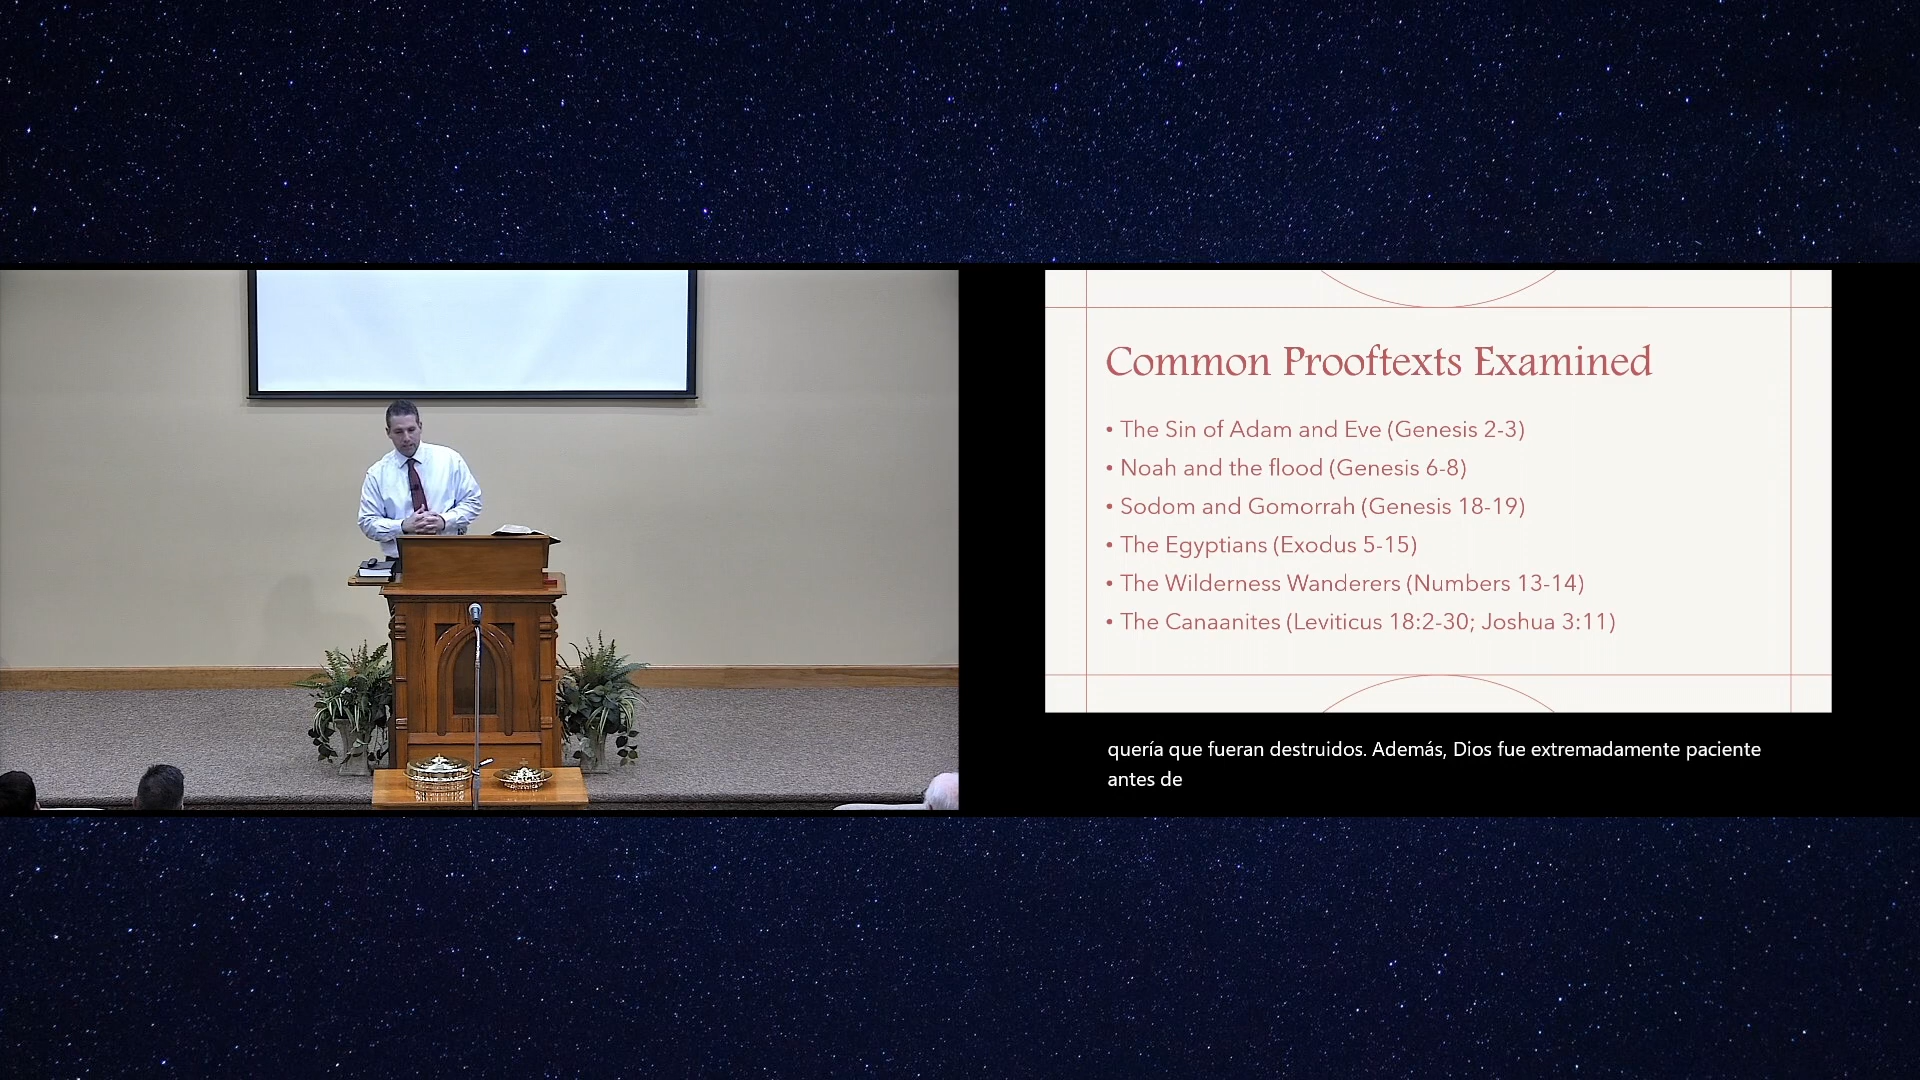 Common Prooftexts Examined
• The Sin of Adam and Eve (Genesis 2-3)
• Noah and the flood (Genesis 6-8)
• Sodom and Gomorrah (Genesis 18-19)
• The Egyptians (Exodus 5-15)
• The Wilderness Wanderers (Numbers 13-14)
• The Canaanites (Leviticus 18:2-30; Joshua 3:11)
quería que fueran destruidos. Además, Dios fue extremadamente paciente
antes de